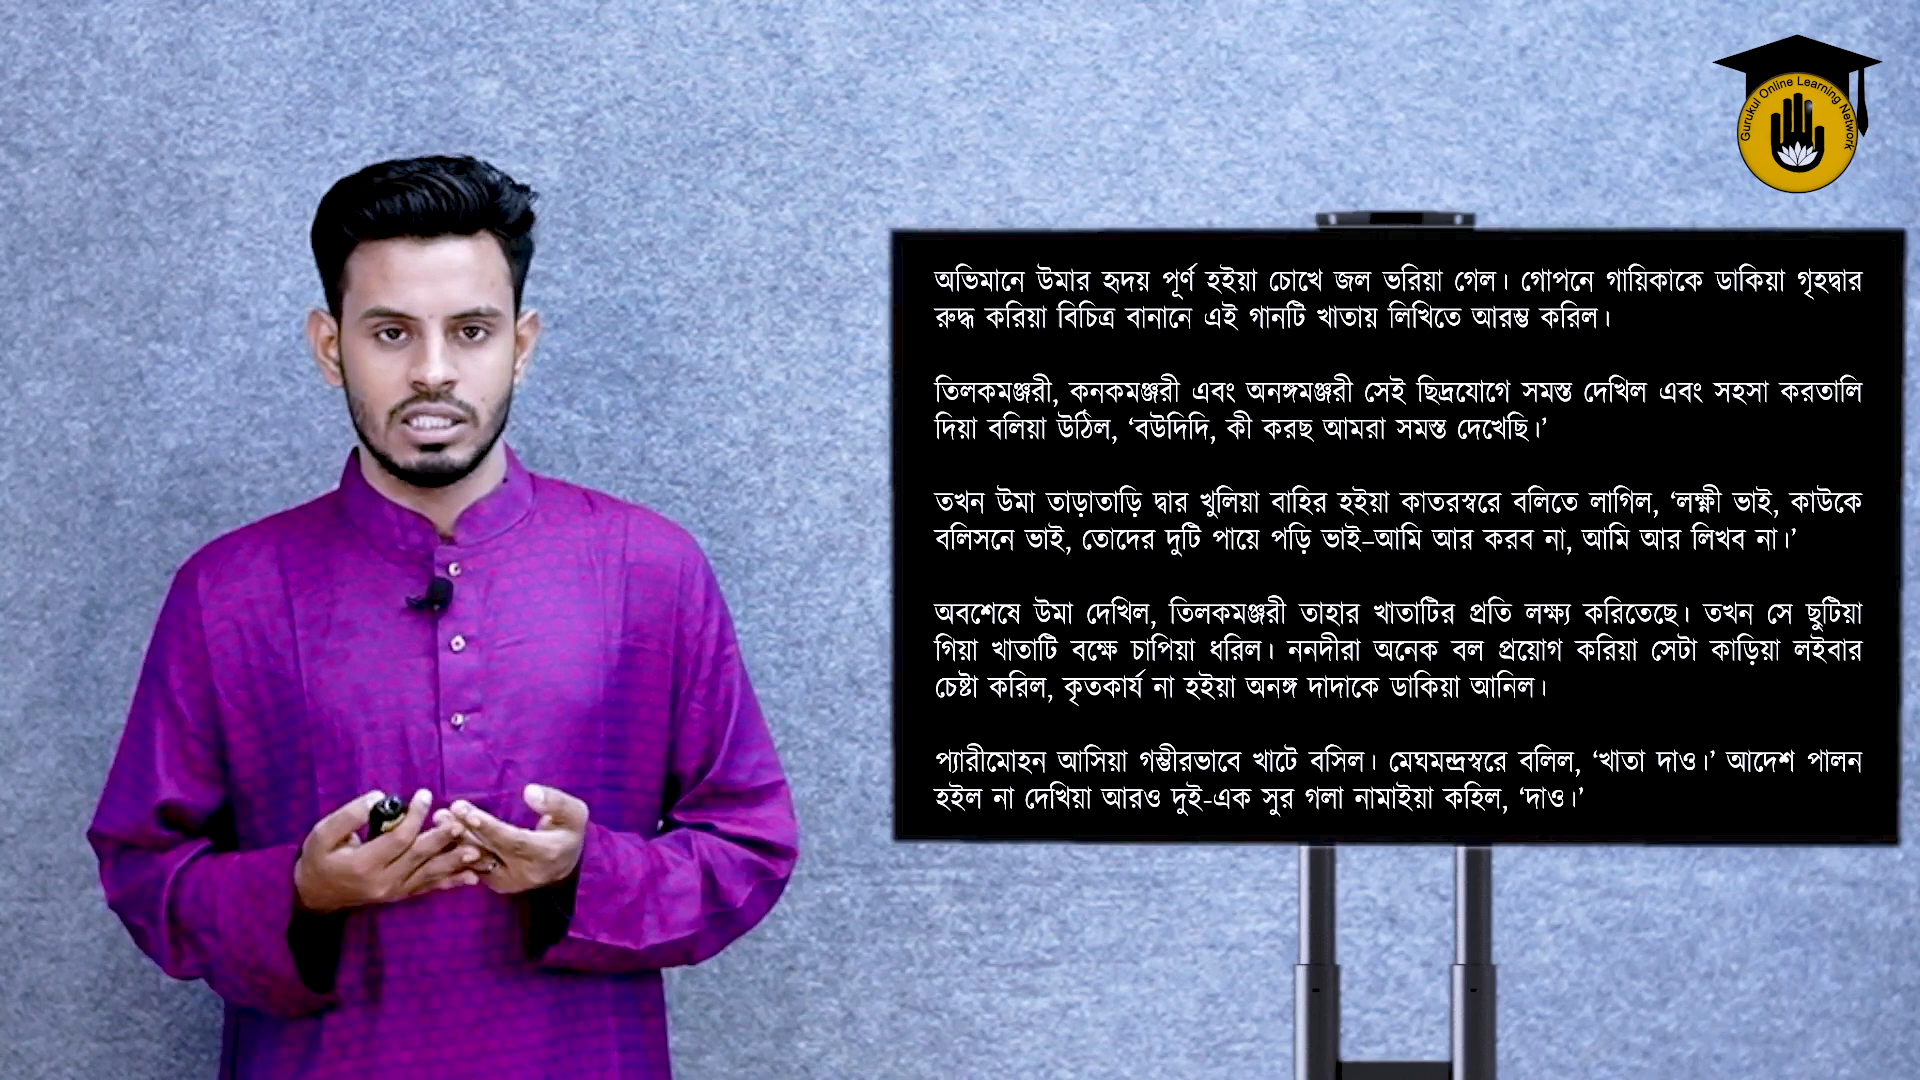 Gurukul Online Learning Network
অভিমানে উমার হৃদয় পূর্ণ হইয়া চোখে জল ভরিয়া গেল। গোপনে গায়িকাকে ডাকিয়া গৃহদ্বার
রুদ্ধ করিয়া বিচিত্র বানানে এই গানটি খাতায় লিখিতে আরম্ভ করিল।
তিলকমঞ্জরী, কনকমঞ্জরী এবং অনঙ্গমঞ্জরী সেই ছিদ্রযোগে সমস্ত দেখিল এবং সহসা করতালি
দিয়া বলিয়া উঠিল, ‘বউদিদি, কী করছ আমরা সমস্ত দেখেছি।’
তখন উমা তাড়াতাড়ি দ্বার খুলিয়া বাহির হইয়া কাতরস্বরে বলিতে লাগিল, ‘লক্ষ্মী ভাই, কাউকে
বলিসনে ভাই, তোদের দুটি পায়ে পড়ি ভাই–আমি আর করব না, আমি আর লিখব না।’
অবশেষে উমা দেখিল, তিলকমঞ্জরী তাহার খাতাটির প্রতি লক্ষ্য করিতেছে। তখন সে ছুটিয়া
গিয়া খাতাটি বক্ষে চাপিয়া ধরিল। ননদীরা অনেক বল প্রয়োগ করিয়া সেটা কাড়িয়া লইবার
চেষ্টা করিল, কৃতকার্য না হইয়া অনঙ্গ দাদাকে ডাকিয়া আনিল।
প্যারীমোহন আসিয়া গম্ভীরভাবে খাটে বসিল। মেঘমন্দ্রস্বরে বলিল, ‘খাতা দাও।’ আদেশ পালন
হইল না দেখিয়া আরও দুই-এক সুর গলা নামাইয়া কহিল, ‘দাও।’